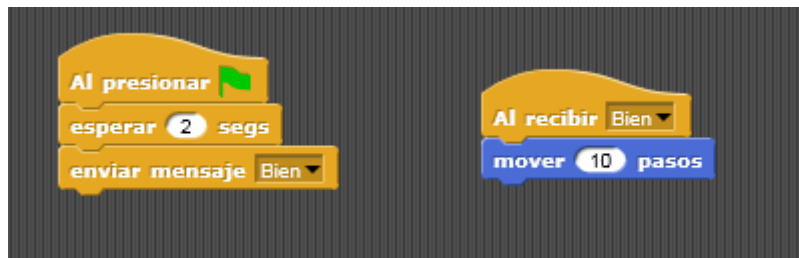 Al presionar
esperar 2 segs
enviar mensaje Bien
Al recibir Bien
mover 10 pasos